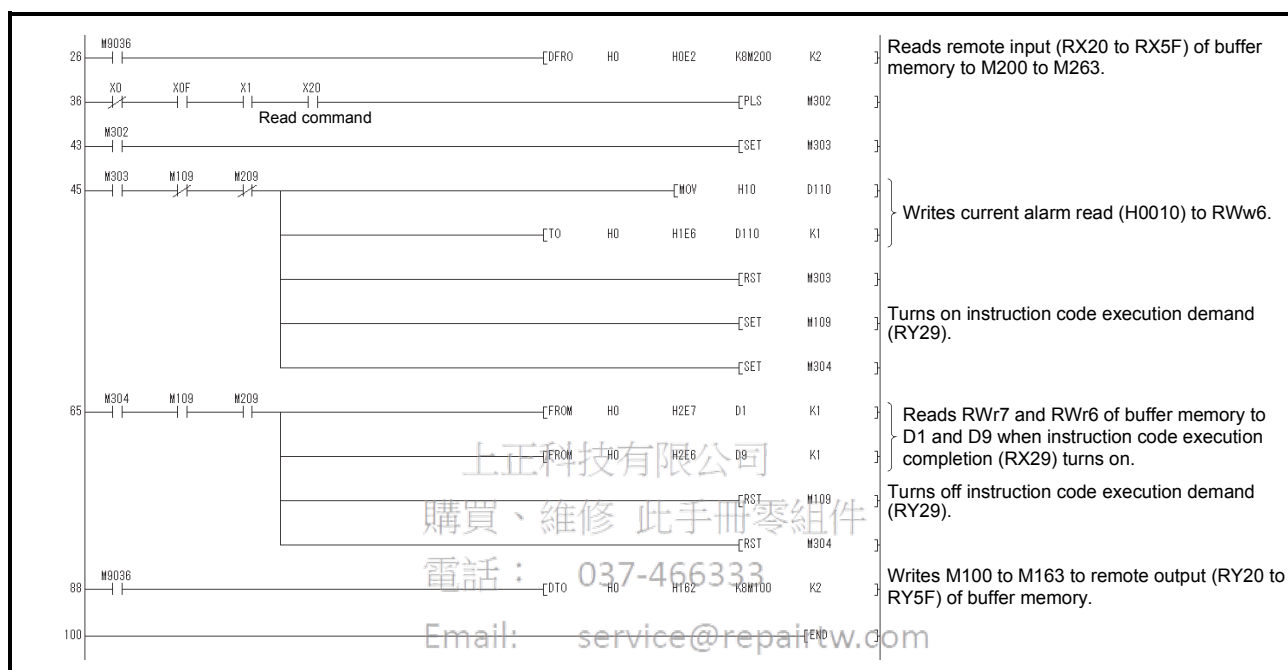 M9036
26 [DFRO H0 H0E2 K8M200 K2 ]
Reads remote input (RX20 to RX5F) of buffer
memory to M200 to M263.
X0 X0F X1 X20
36 [PLS M302 ]
Read command
M302
43 [SET M303 ]
M303 M109 M209
45 [MOV H10 D110 ]
Writes current alarm read (H0010) to RWw6.
[TO H0 H1E6 D110 K1 ]
[RST M303 ]
[SET M109 ]
Turns on instruction code execution demand
(RY29).
[SET M304 ]
M304 M109 M209
65 [FROM H0 H2E7 D1 K1 ]
Reads RWr7 and RWr6 of buffer memory to
D1 and D9 when instruction code execution
completion (RX29) turns on.
上正科技有限公司
[FROM H0 H2E6 D9 K1 ]
Turns off instruction code execution demand
(RY29).
[RST M109 ]
購買、維修 此手冊零組件
[RST M304 ]
電話： 037-466333
M9036
88 [DTO H0 H162 K8M100 K2 ]
Writes M100 to M163 to remote output (RY20 to
RY5F) of buffer memory.
100 [END ]
Email: service@repairtw.com